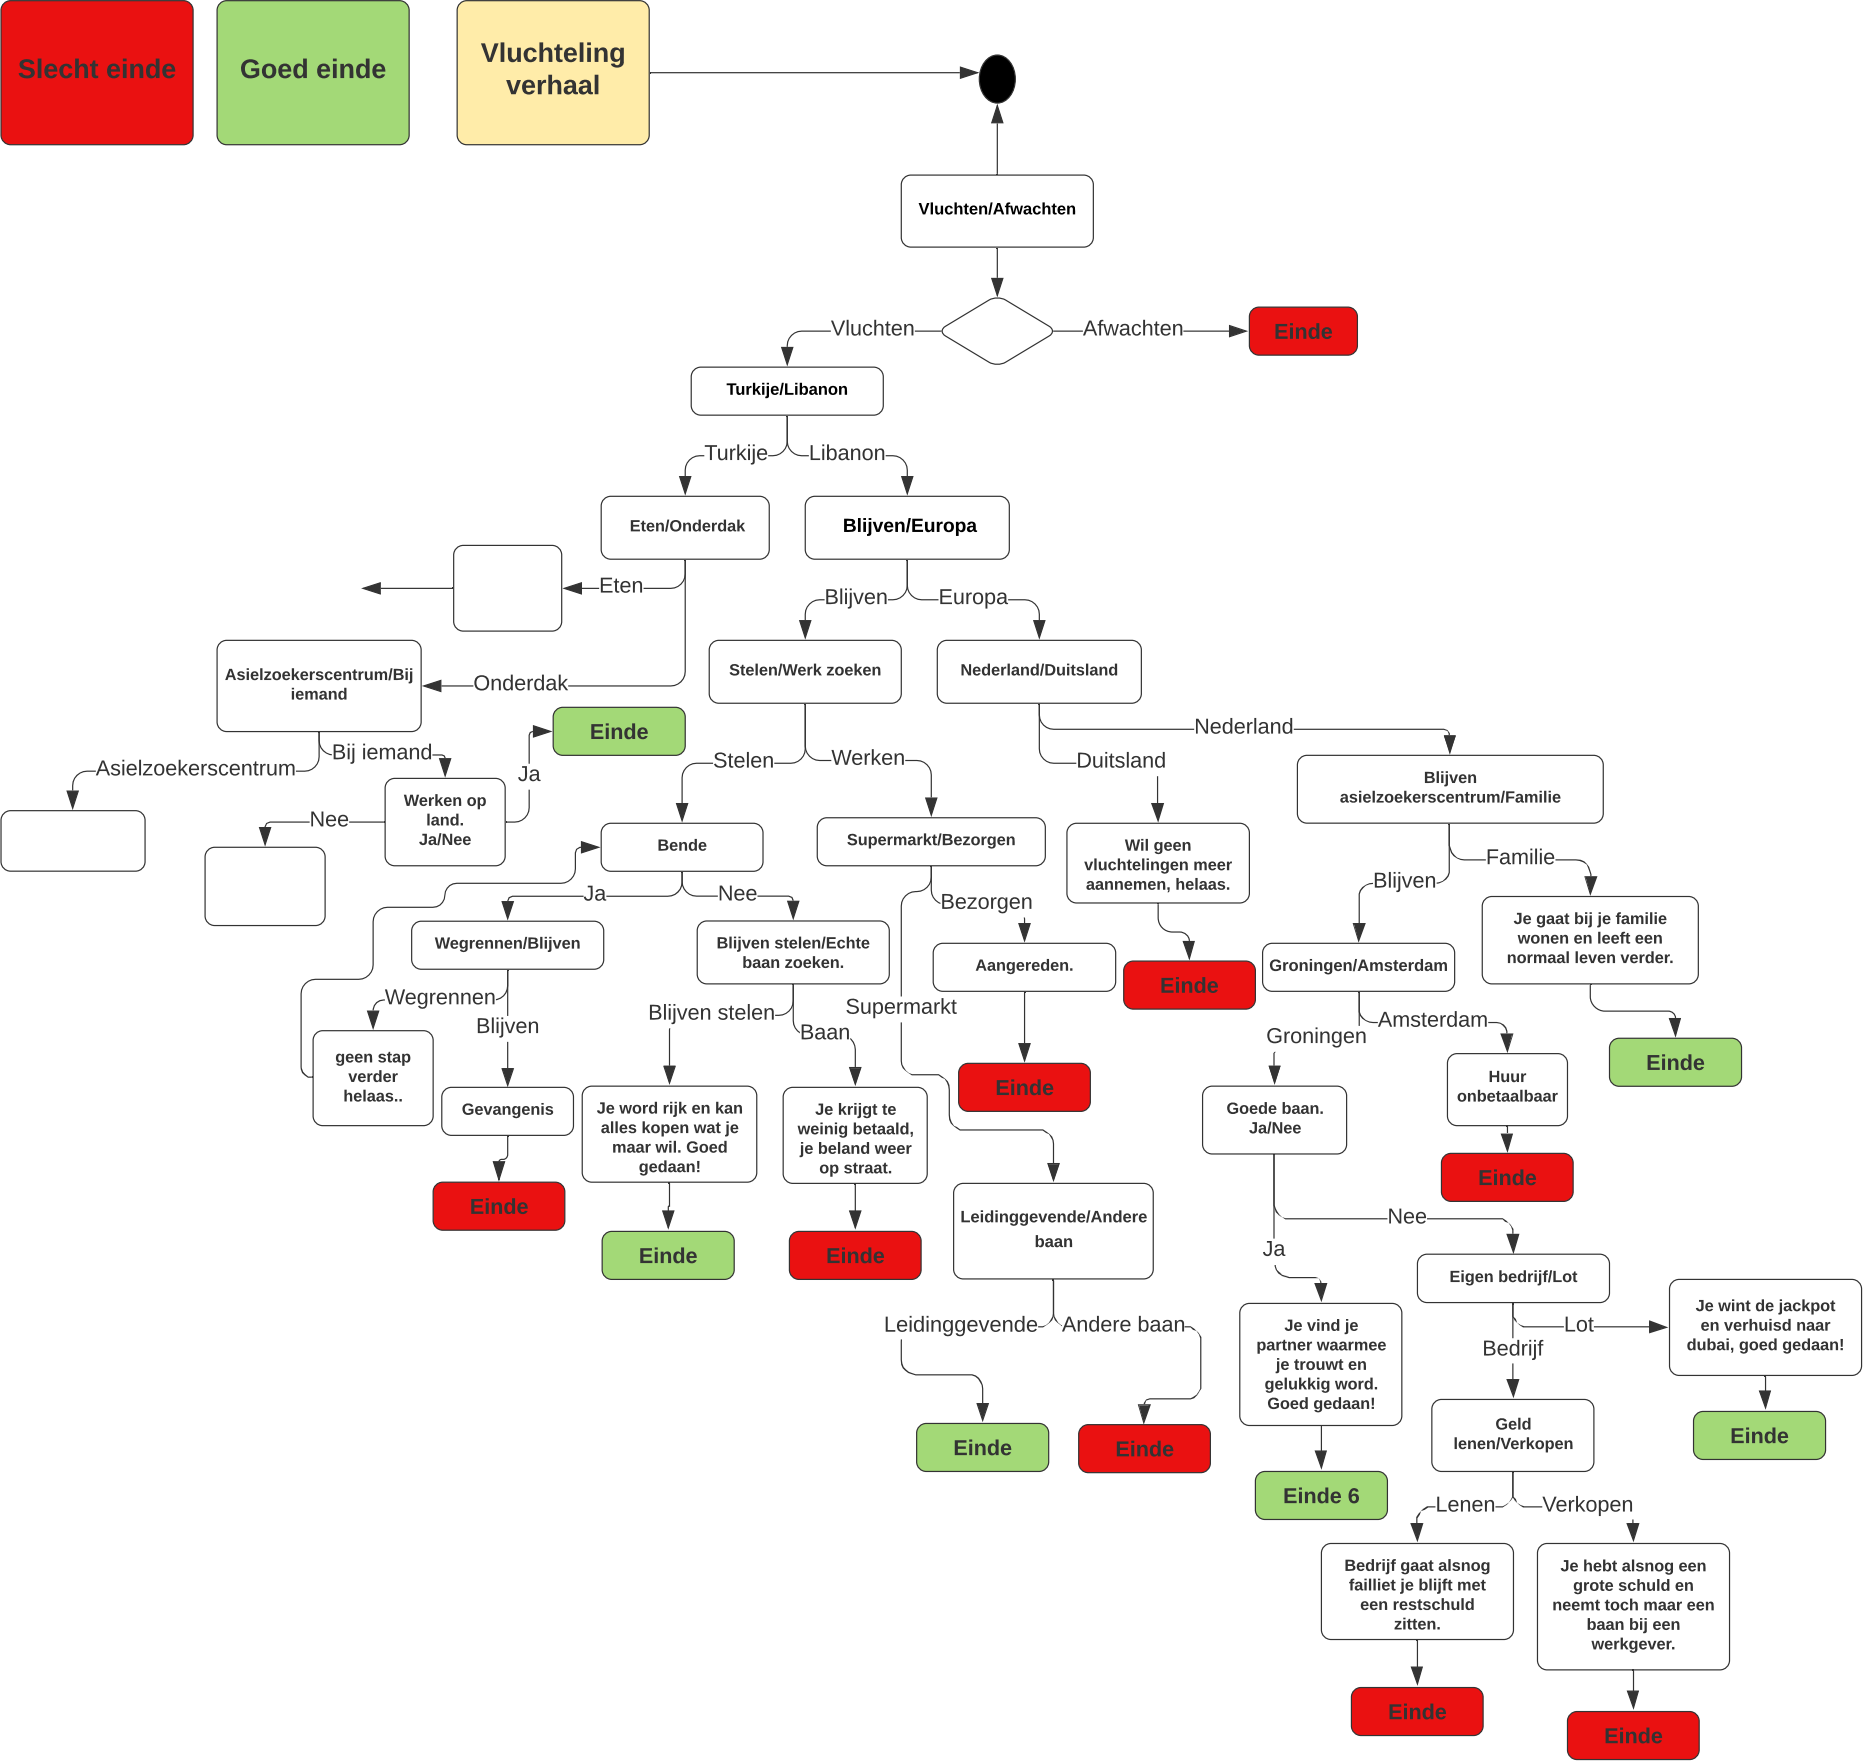 Slecht einde
Goed einde
Vluchteling
verhaal
Vluchten/Afwachten
Vluchten
Afwachten
Einde
Turkije/Libanon
Turkije
Libanon
Eten/Onderdak
Blijven/Europa
Eten
Blijven
Europa
Asielzoekerscentrum/Bij
iemand
Onderdak
Stelen/Werk zoeken
Nederland/Duitsland
Einde
Nederland
Bij iemand
Asielzoekerscentrum
Ja
Stelen
Werken
Duitsland
Blijven
asielzoekerscentrum/Familie
Nee
Werken op
land.
Ja/Nee
Bende
Supermarkt/Bezorgen
Wil geen
vluchtelingen meer
aannemen, helaas.
Familie
Blijven
Ja
Nee
Bezorgen
Wegrennen/Blijven
Blijven stelen/Echte
baan zoeken.
Aangereden.
Einde
Groningen/Amsterdam
Je gaat bij je familie
wonen en leeft een
normaal leven verder.
Wegrennen
Blijven
Blijven stelen
Baan
Supermarkt
Groningen
Amsterdam
geen stap
verder
helaas..
Einde
Huur
onbetaalbaar
Einde
Gevangenis
Je word rijk en kan
alles kopen wat je
maar wil. Goed
gedaan!
Je krijgt te
weinig betaald,
je beland weer
op straat.
Goede baan.
Ja/Nee
Einde
Einde
Einde
Einde
Leidinggevende/Andere
baan
Nee
Ja
Eigen bedrijf/Lot
Je wint de jackpot
en verhuisd naar
dubai, goed gedaan!
Leidinggevende
Andere baan
Je vind je
partner waarmee
je trouwt en
gelukkig word.
Goed gedaan!
Lot
Bedrijf
Einde
Einde
Geld
lenen/Verkopen
Einde
Einde 6
Lenen
Verkopen
Bedrijf gaat alsnog
failliet je blijft met
een restschuld
zitten.
Je hebt alsnog een
grote schuld en
neemt toch maar een
baan bij een
werkgever.
Einde
Einde